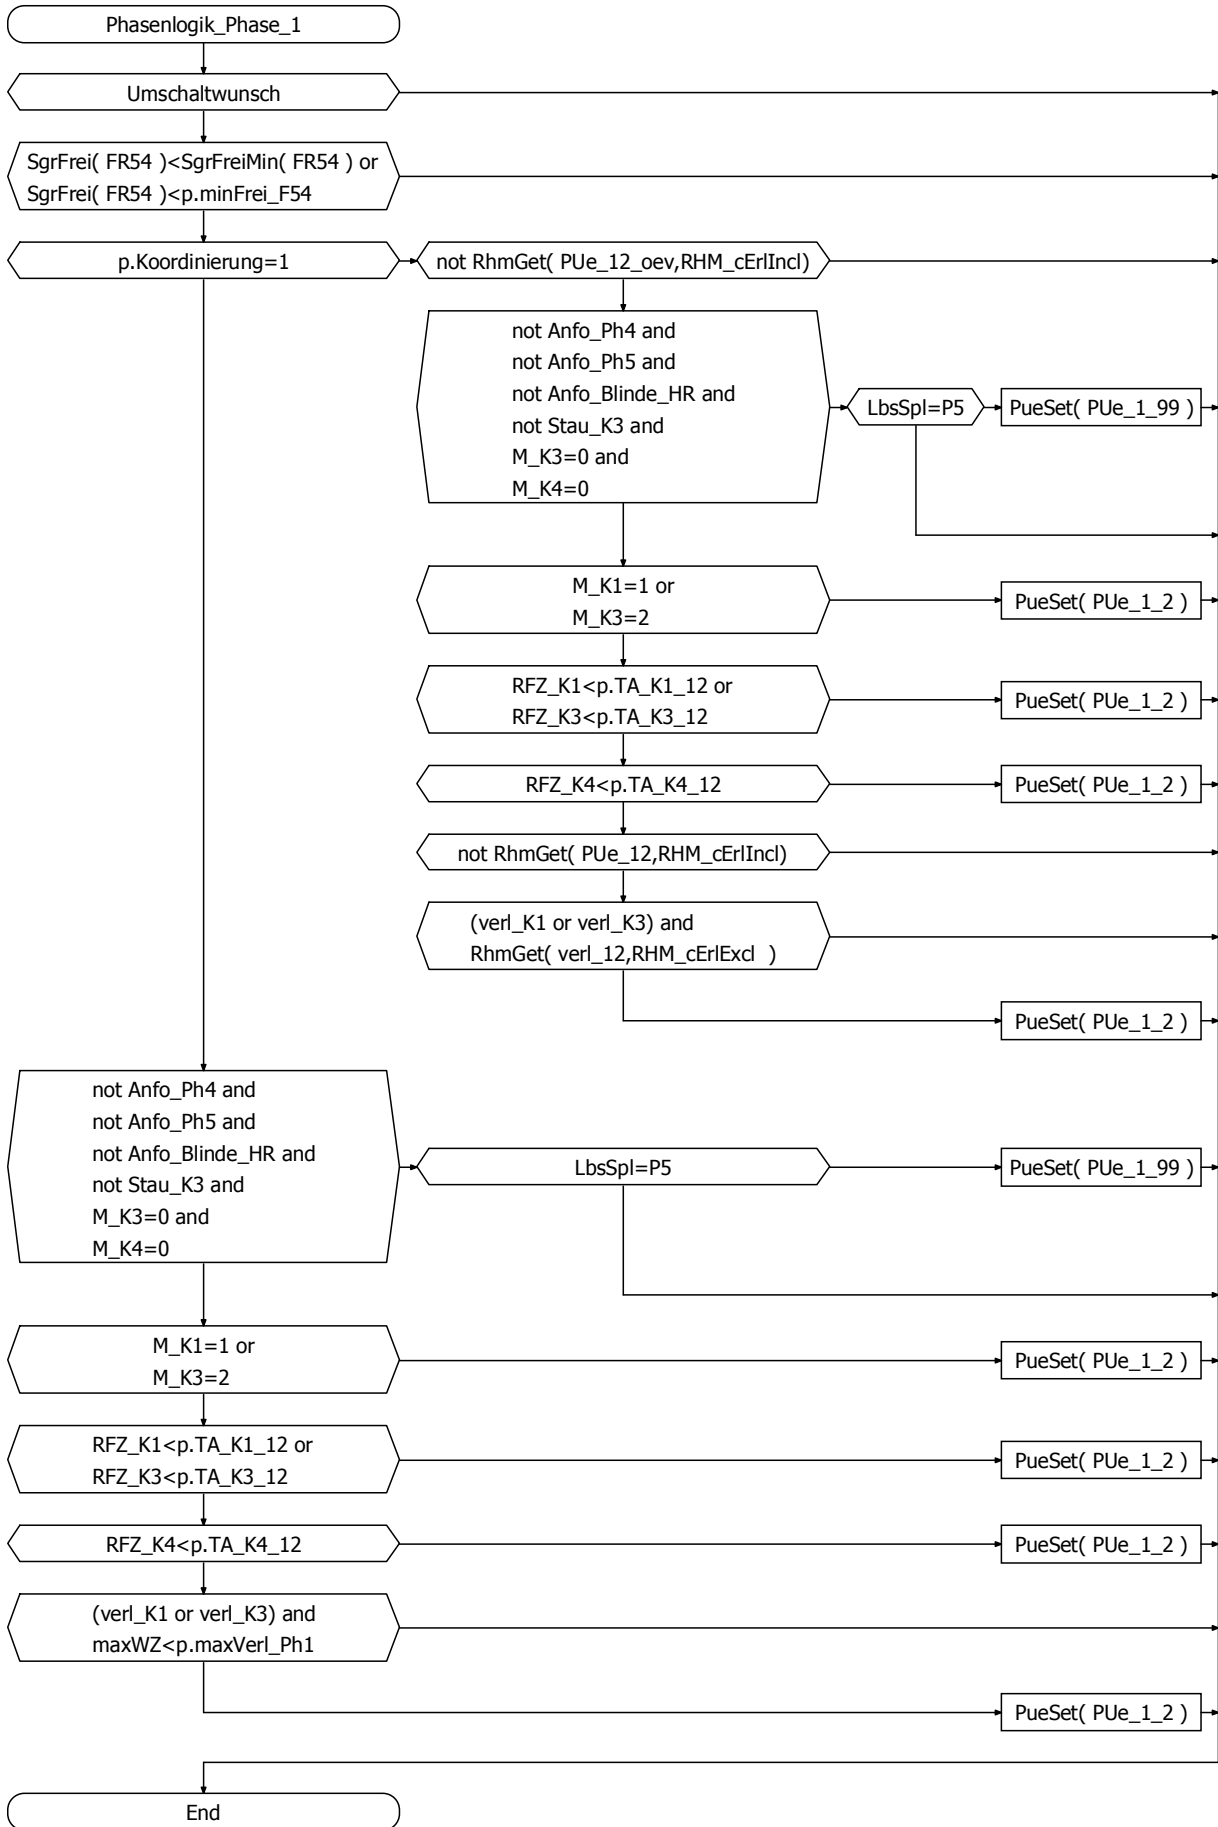 Phasenlogik_Phase_1
Umschaltwunsch
SgrFrei( FR54 )<SgrFreiMin( FR54 ) or
SgrFrei( FR54 )<p.minFrei_F54
p.Koordinierung=1
not RhmGet( PUe_12_oev,RHM_cErlIncl)
not Anfo_Ph4 and
not Anfo_Ph5 and
not Anfo_Blinde_HR and
not Stau_K3 and
M_K3=0 and
M_K4=0
LbsSpl=P5
PueSet( PUe_1_99 )
M_K1=1 or
M_K3=2
PueSet( PUe_1_2 )
RFZ_K1<p.TA_K1_12 or
RFZ_K3<p.TA_K3_12
PueSet( PUe_1_2 )
RFZ_K4<p.TA_K4_12
PueSet( PUe_1_2 )
not RhmGet( PUe_12,RHM_cErlIncl)
(verl_K1 or verl_K3) and
RhmGet( verl_12,RHM_cErlExcl  )
PueSet( PUe_1_2 )
not Anfo_Ph4 and
not Anfo_Ph5 and
not Anfo_Blinde_HR and
not Stau_K3 and
M_K3=0 and
M_K4=0
LbsSpl=P5
PueSet( PUe_1_99 )
M_K1=1 or
M_K3=2
PueSet( PUe_1_2 )
RFZ_K1<p.TA_K1_12 or
RFZ_K3<p.TA_K3_12
PueSet( PUe_1_2 )
RFZ_K4<p.TA_K4_12
PueSet( PUe_1_2 )
(verl_K1 or verl_K3) and
maxWZ<p.maxVerl_Ph1
PueSet( PUe_1_2 )
End